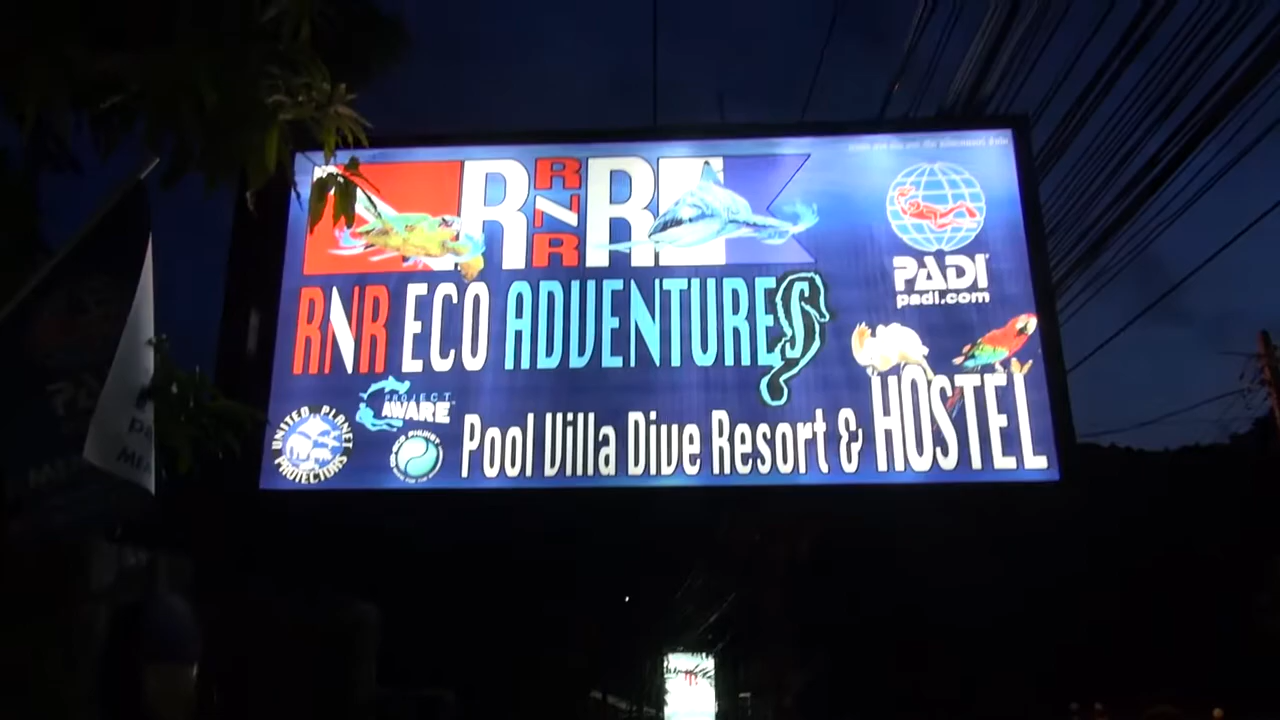 R RNR R
RNR ECO ADVENTURES
PADI
padi.com
PROJECT
AWARE
UNITED PLANET PROTECTORS
Pool Villa Dive Resort & HOSTEL